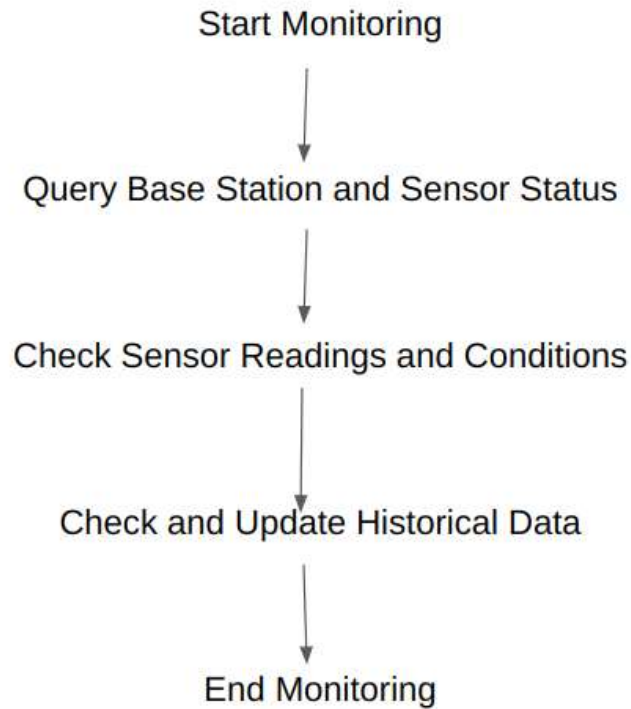 Start Monitoring
Query Base Station and Sensor Status
Check Sensor Readings and Conditions
Check and Update Historical Data
End Monitoring